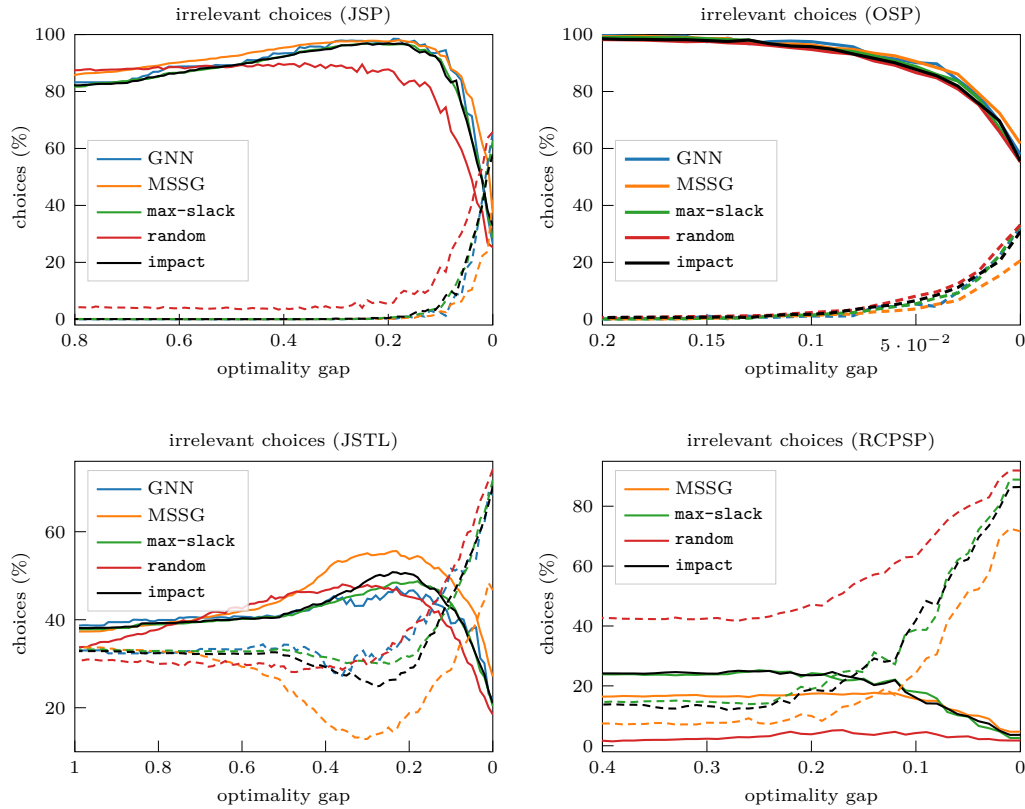 irrelevant choices (JSP)
100
80
60
40
20
0
choices (%)
GNN
MSSG
max-slack
random
impact
0.8
0.6
0.4
0.2
0
optimality gap
irrelevant choices (OSP)
100
80
60
40
20
0
choices (%)
GNN
MSSG
max-slack
random
impact
0.2
0.15
0.1
5 · 10⁻²
0
optimality gap
irrelevant choices (JSTL)
60
40
20
choices (%)
GNN
MSSG
max-slack
random
impact
1
0.8
0.6
0.4
0.2
0
optimality gap
irrelevant choices (RCPSP)
80
60
40
20
0
choices (%)
MSSG
max-slack
random
impact
0.4
0.3
0.2
0.1
0
optimality gap